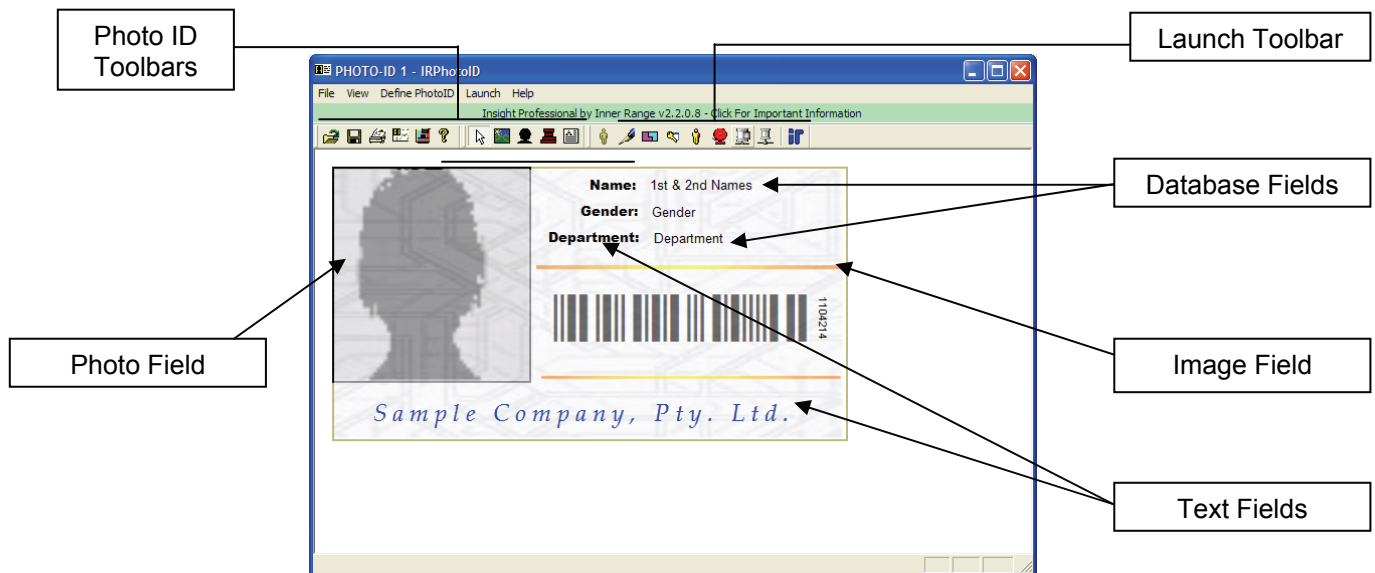 Photo ID
Toolbars
Launch Toolbar
PHOTO-ID 1 - IRPhotoID
File View Define PhotoID Launch Help
Insight Professional by Inner Range v2.2.0.8 - Click For Important Information
Name: 1st & 2nd Names
Database Fields
Gender: Gender
Department: Department
1104214
Photo Field
Image Field
Sample Company, Pty. Ltd.
Text Fields